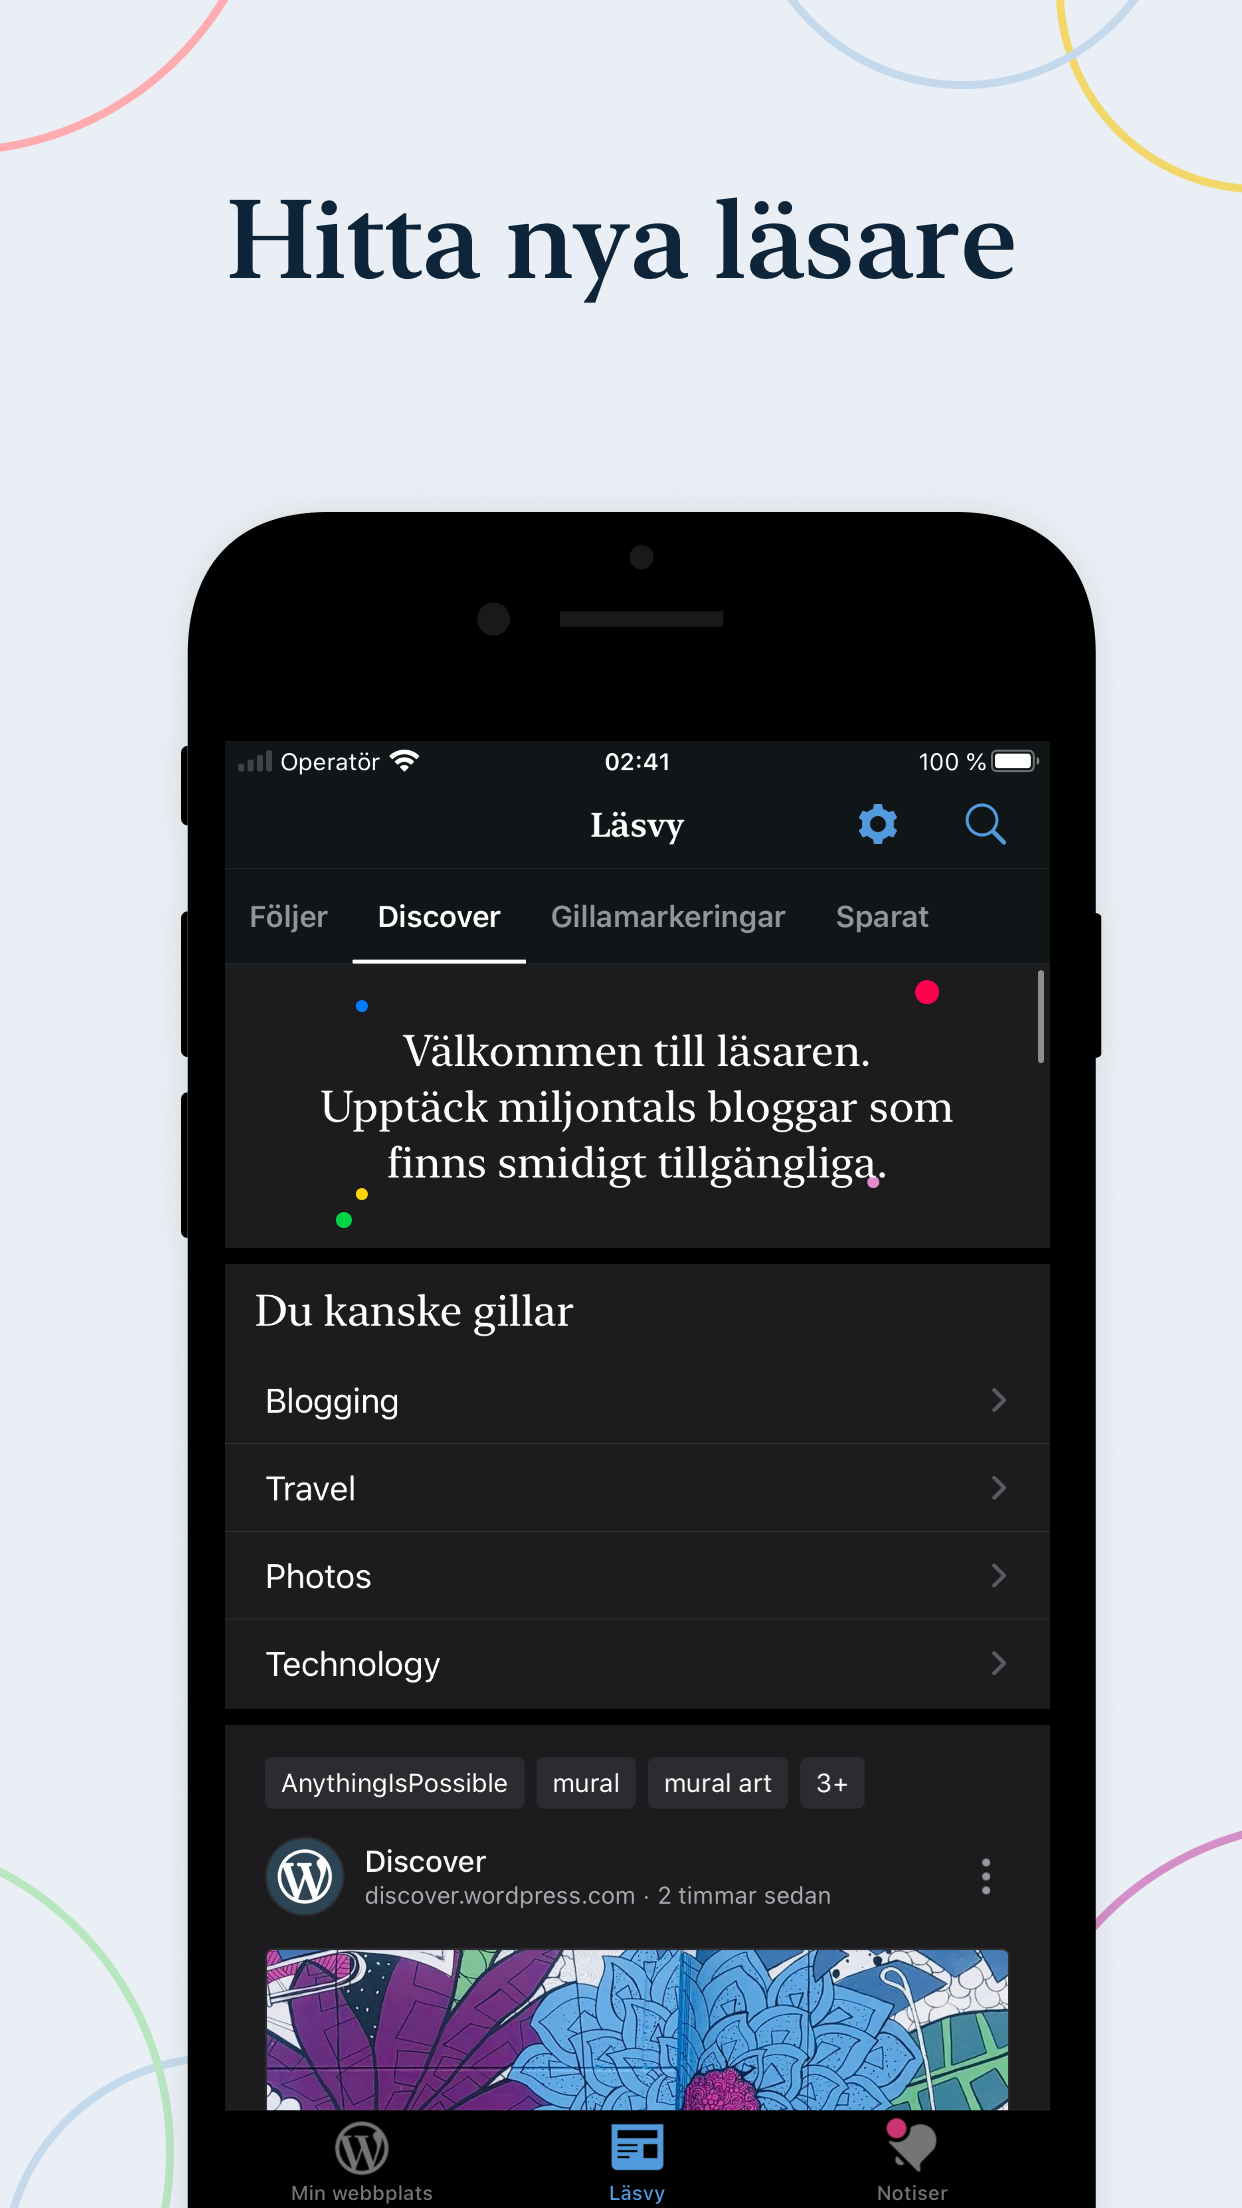 Hitta nya läsare
Operatör
02:41
100 %
Läsvy
Följer
Discover
Gillamarkeringar
Sparat
Välkommen till läsaren.
Upptäck miljontals bloggar som
finns smidigt tillgängliga.
Du kanske gillar
Blogging
Travel
Photos
Technology
AnythingIsPossible
mural
mural art
3+
Discover
discover.wordpress.com · 2 timmar sedan
Min webbplats
Läsvy
Notiser